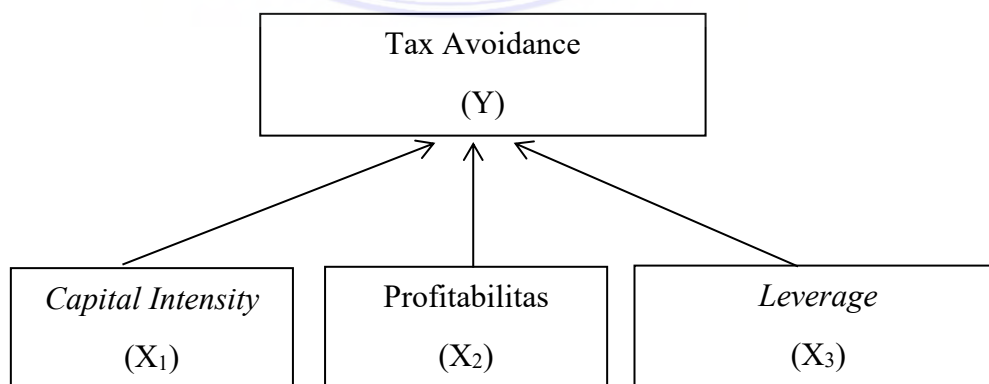 Tax Avoidance
(Y)
Capital Intensity
(X₁)
Profitabilitas
(X₂)
Leverage
(X₃)